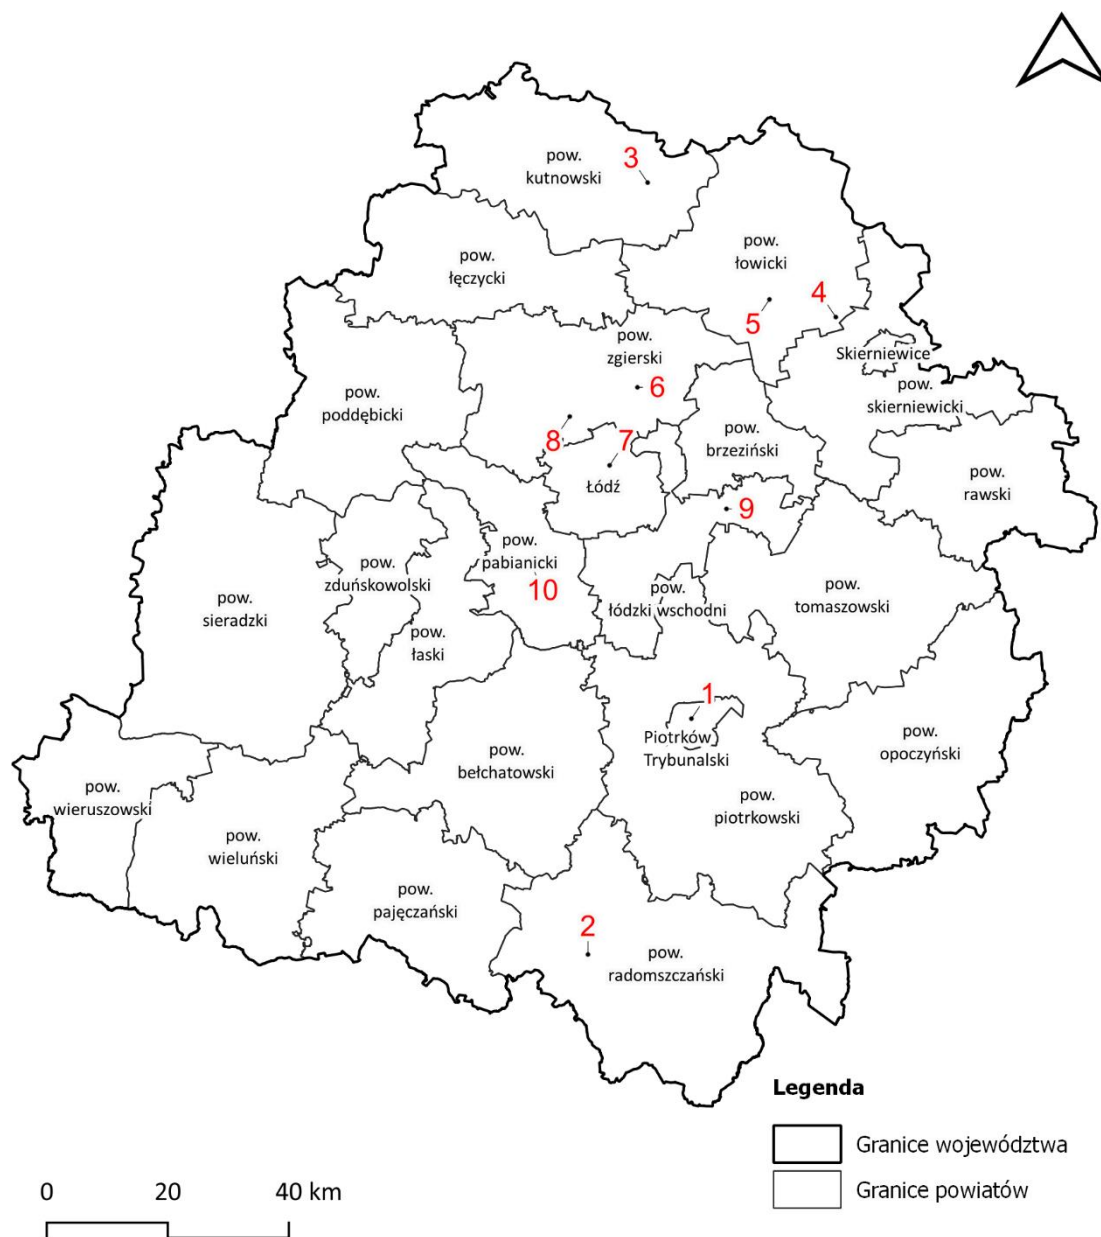 pow.
kutnowski
3
pow.
łowicki
pow.
łęczycki
4
5
pow.
zgierski
Skierniewice
6
pow.
skierniewicki
pow.
poddębicki
pow.
brzeziński
8
7
Łódź
pow.
rawski
9
pow.
pabianicki
10
pow.
zduńskowolski
pow.
łódzki wschodni
pow.
tomaszowski
pow.
sieradzki
pow.
łaski
1
Piotrków
Trybunalski
pow.
opoczyński
pow.
bełchatowski
pow.
wieruszowski
pow.
piotrkowski
pow.
wieluński
pow.
pajęczański
2
pow.
radomszczański
Legenda
Granice województwa
Granice powiatów
0 20 40 km